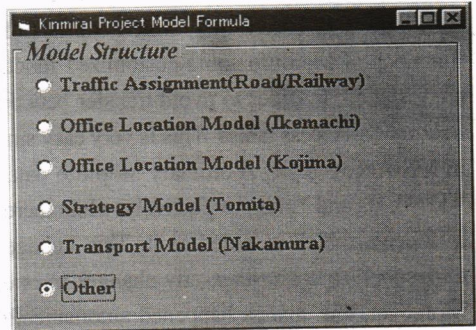 Kinmirai Project Model Formula
Model Structure
Traffic Assignment(Road/Railway)
Office Location Model (Ikemachi)
Office Location Model (Kojima)
Strategy Model (Tomita)
Transport Model (Nakamura)
Other